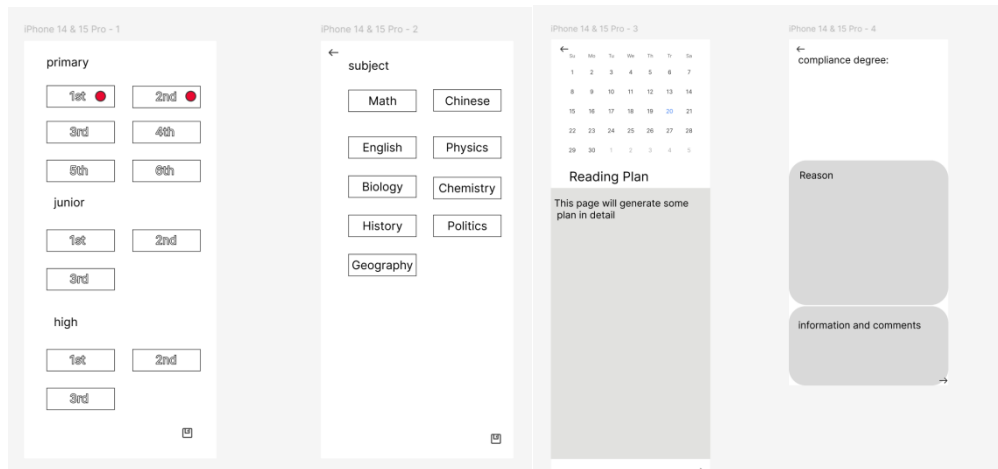 iPhone 14 & 15 Pro - 1
primary
1st 2nd
3rd 4th
5th 6th
junior
1st 2nd
3rd
high
1st 2nd
3rd
iPhone 14 & 15 Pro - 2
subject
Math Chinese
English Physics
Biology Chemistry
History Politics
Geography
iPhone 14 & 15 Pro - 3
Su Mo Tu We Th Fr Sa
1 2 3 4 5 6 7
8 9 10 11 12 13 14
15 16 17 18 19 20 21
22 23 24 25 26 27 28
29 30 1 2 3 4 5
Reading Plan
This page will generate some
plan in detail
iPhone 14 & 15 Pro - 4
compliance degree:
Reason
information and comments